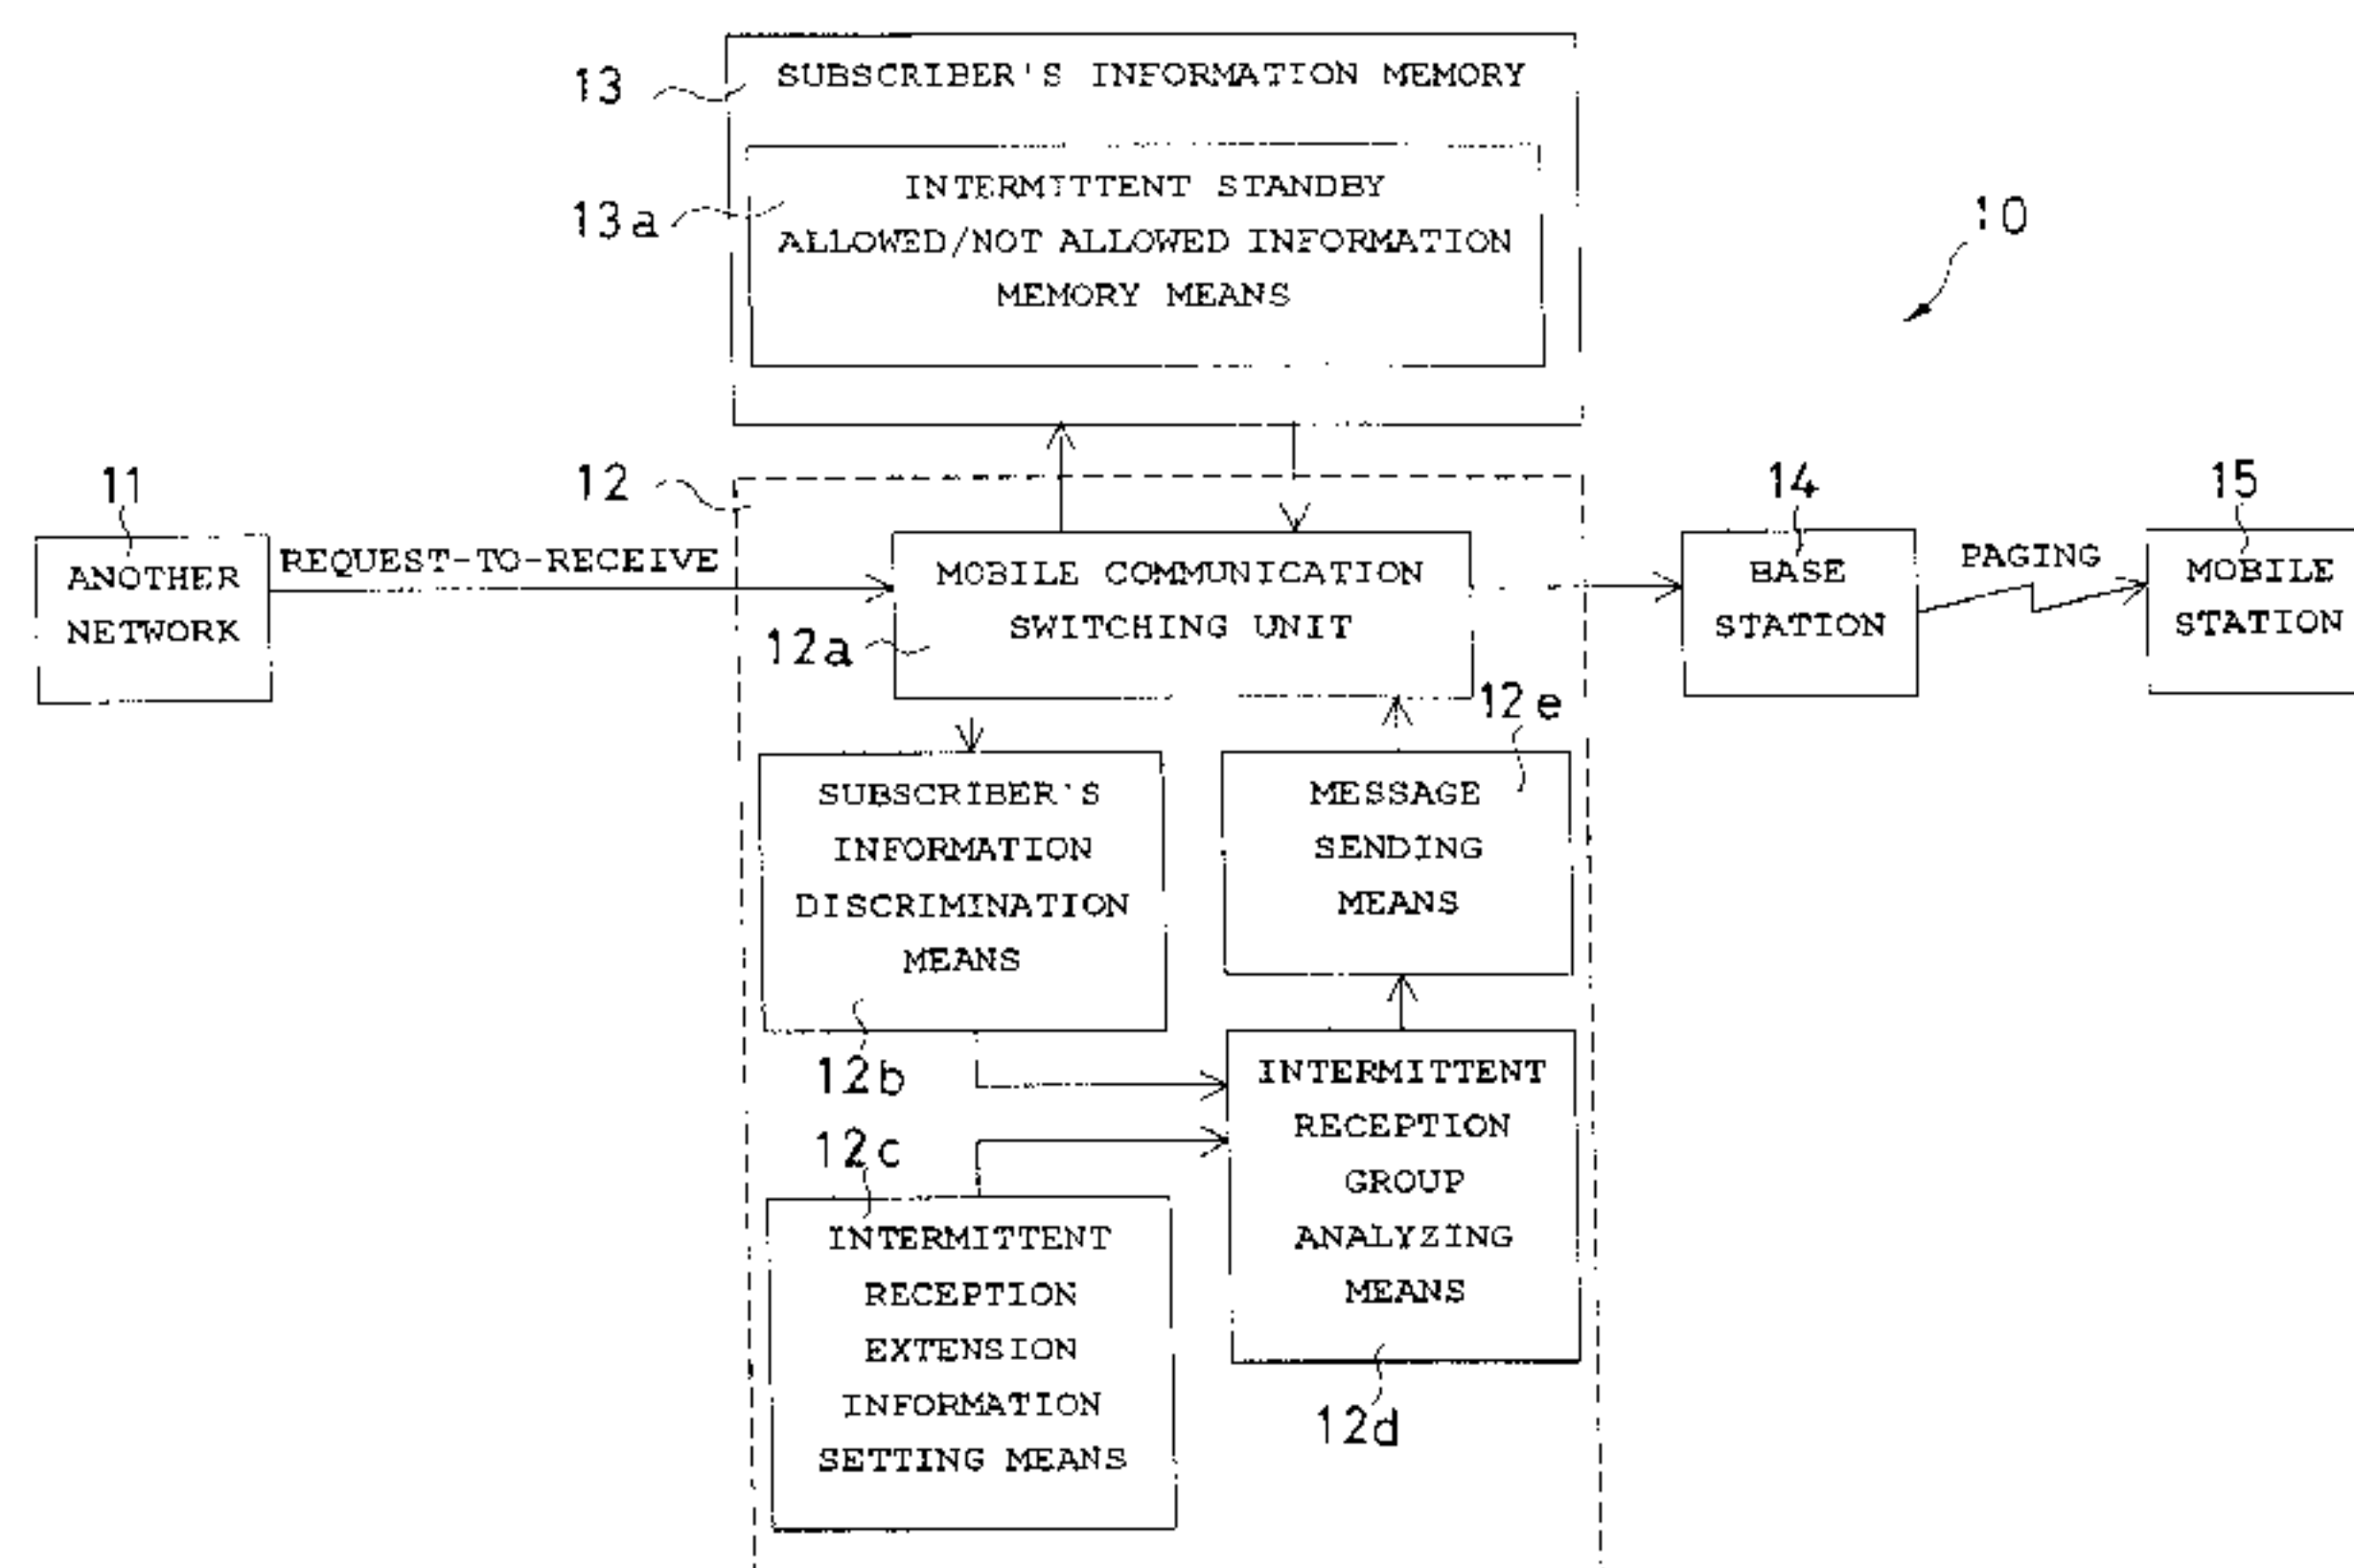 13
SUBSCRIBER'S INFORMATION MEMORY
13a
INTERMITTENT STANDBY
ALLOWED/NOT ALLOWED INFORMATION
MEMORY MEANS
10
11
ANOTHER
NETWORK
REQUEST-TO-RECEIVE
12
MOBILE COMMUNICATION
SWITCHING UNIT
12a
14
BASE
STATION
PAGING
15
MOBILE
STATION
SUBSCRIBER'S
INFORMATION
DISCRIMINATION
MEANS
12b
12e
MESSAGE
SENDING
MEANS
12c
INTERMITTENT
RECEPTION
EXTENSION
INFORMATION
SETTING MEANS
INTERMITTENT
RECEPTION
GROUP
ANALYZING
MEANS
12d